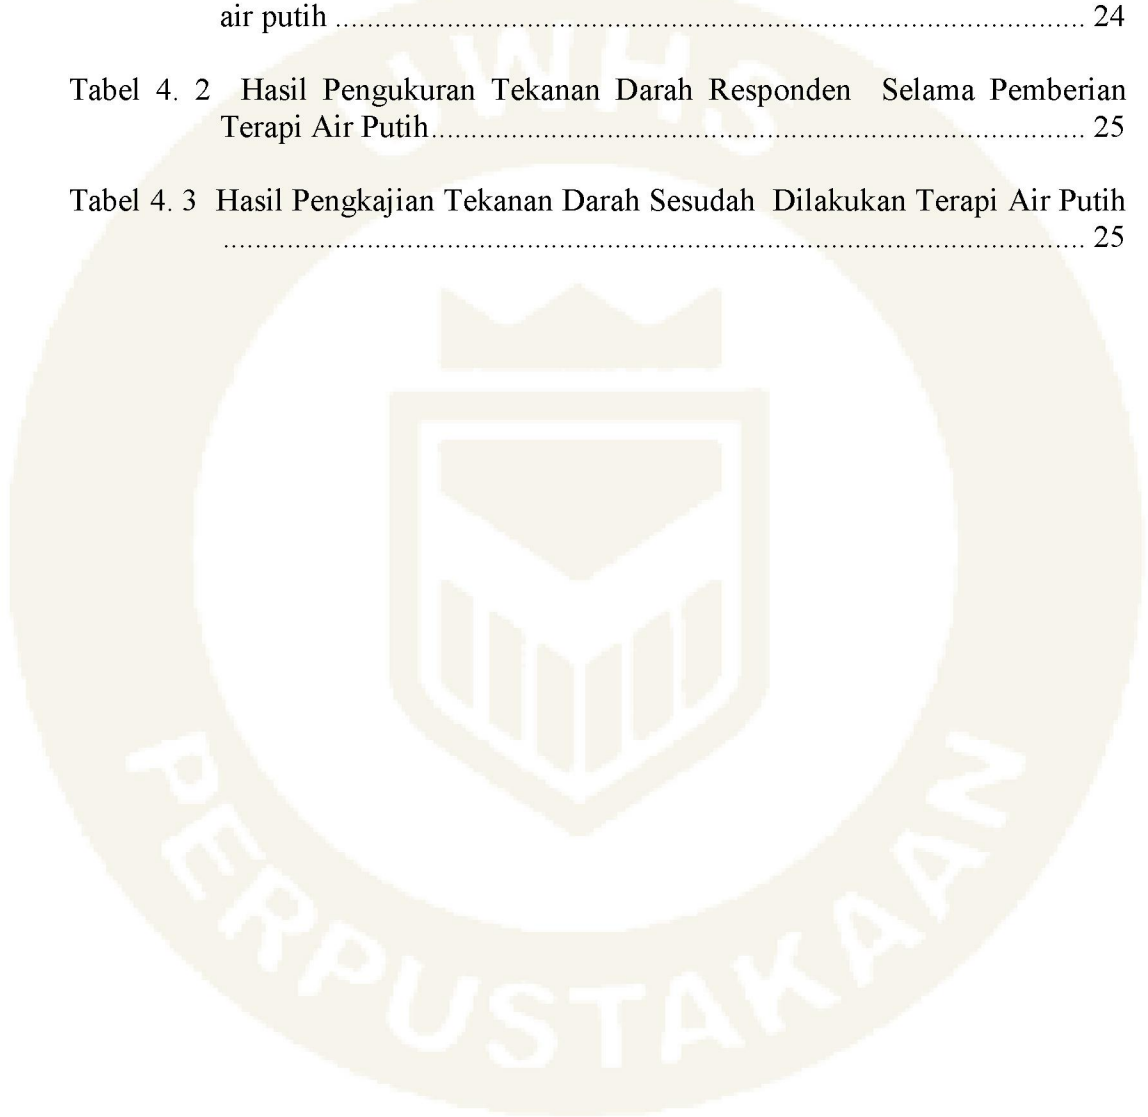 air putih ............................................................................................. 24
Tabel 4. 2 Hasil Pengukuran Tekanan Darah Responden Selama Pemberian
Terapi Air Putih................................................................................. 25
Tabel 4. 3 Hasil Pengkajian Tekanan Darah Sesudah Dilakukan Terapi Air Putih
............................................................................................................ 25
UWHS
PERPUSTAKAAN